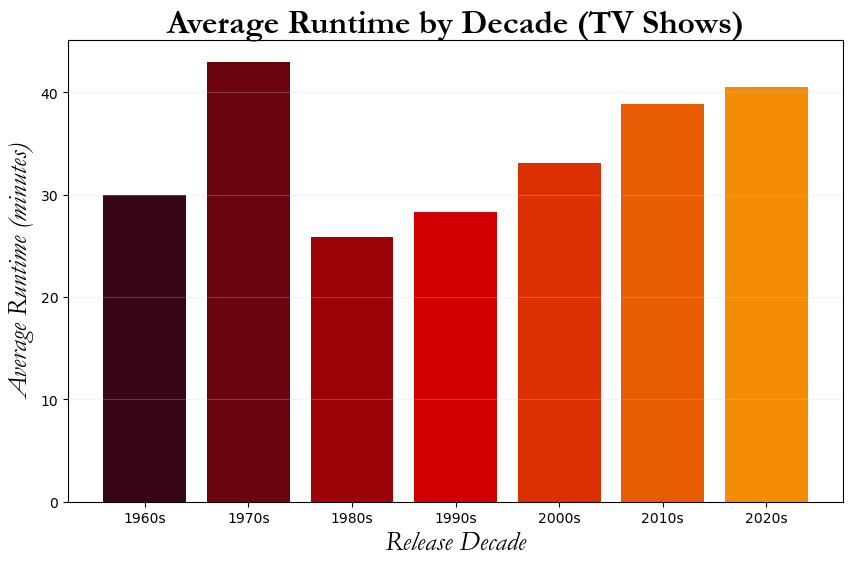 Average Runtime by Decade (TV Shows)
Average Runtime (minutes)
40
30
20
10
0
1960s 1970s 1980s 1990s 2000s 2010s 2020s
Release Decade